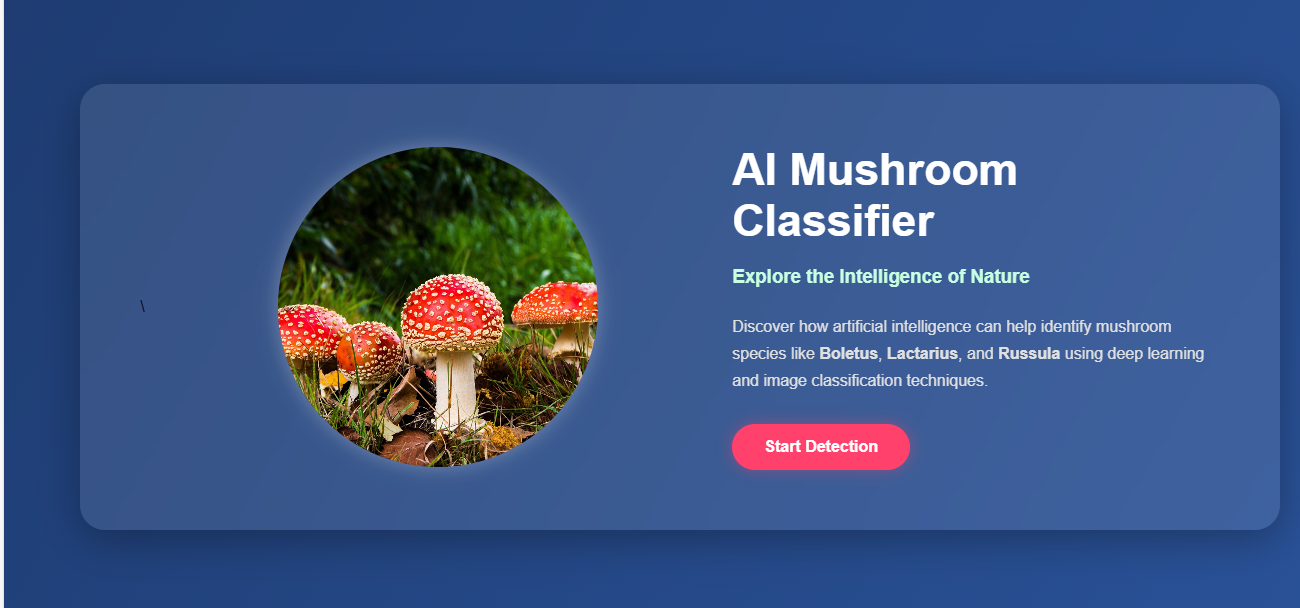 \
AI Mushroom
Classifier
Explore the Intelligence of Nature
Discover how artificial intelligence can help identify mushroom
species like Boletus, Lactarius, and Russula using deep learning
and image classification techniques.
Start Detection